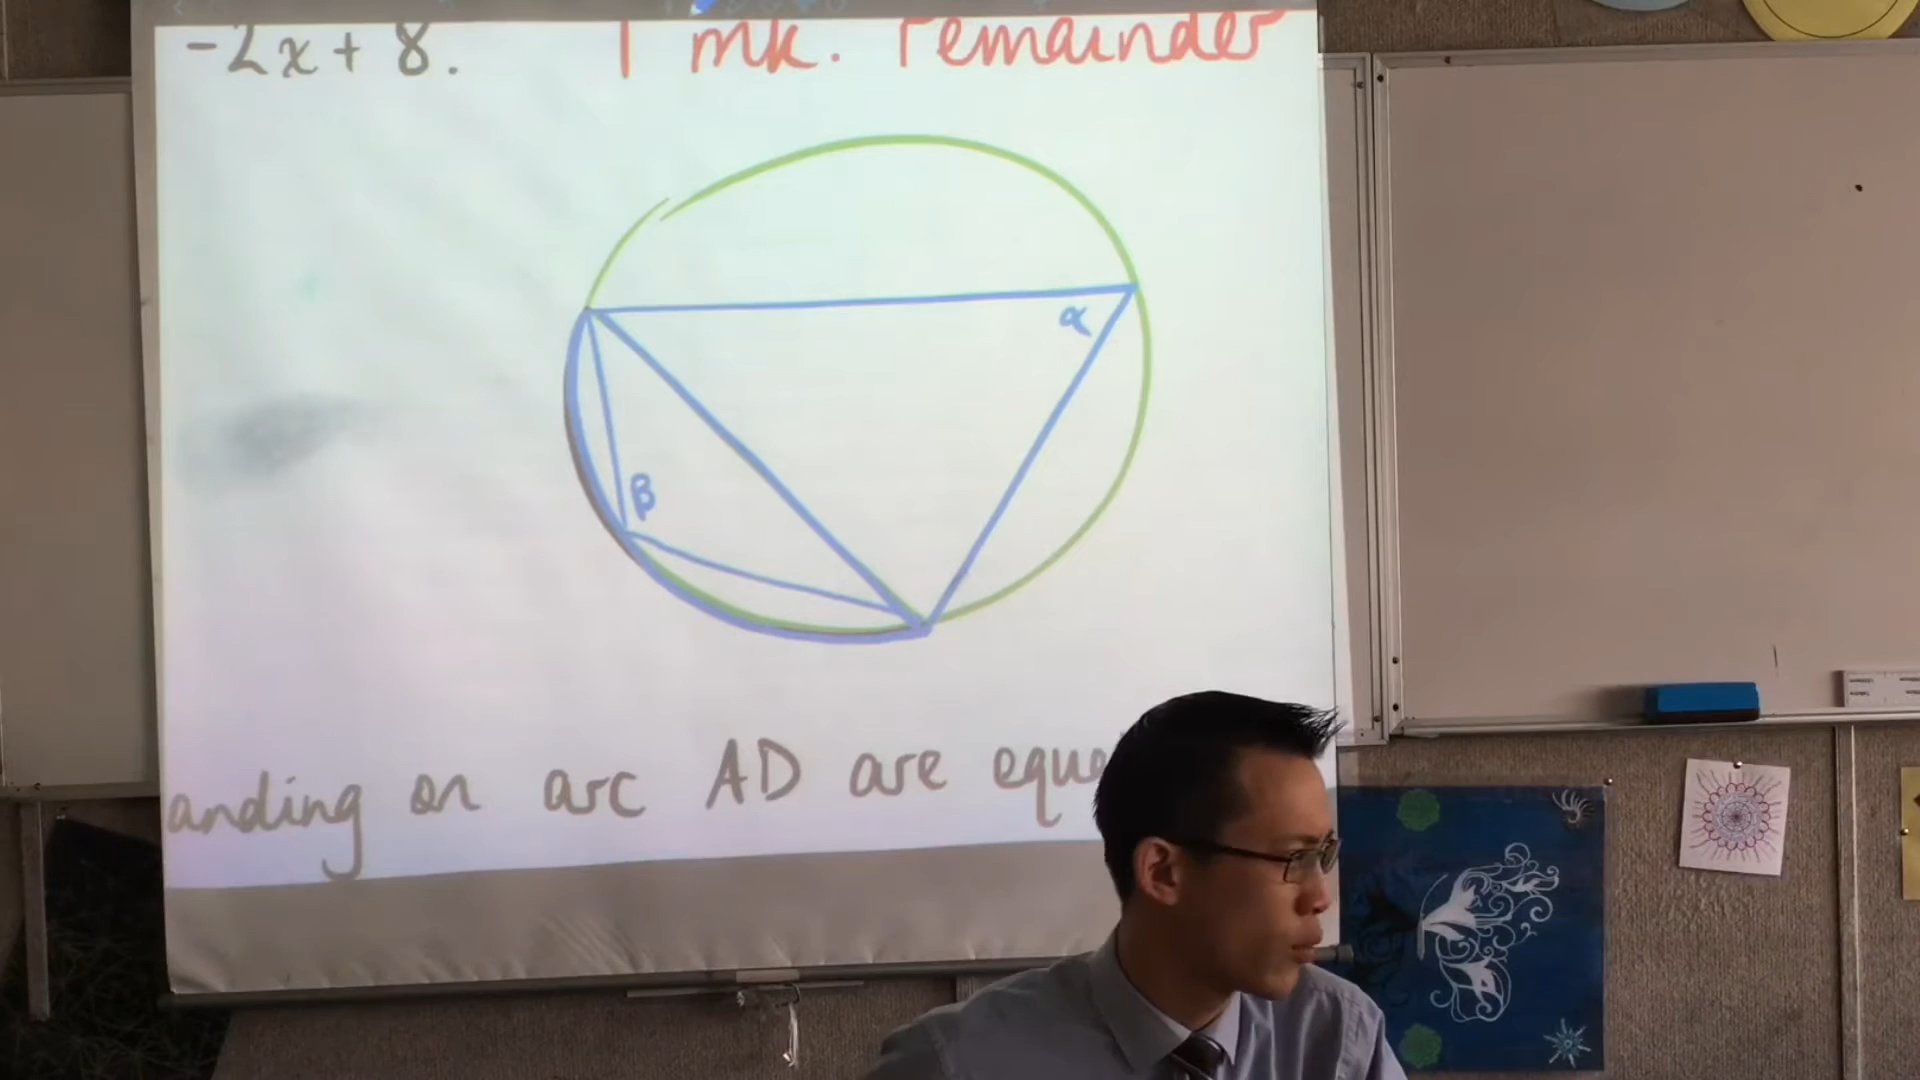 -2x + 8. 1 mk. remainder
α
β
anding on arc AD are equa